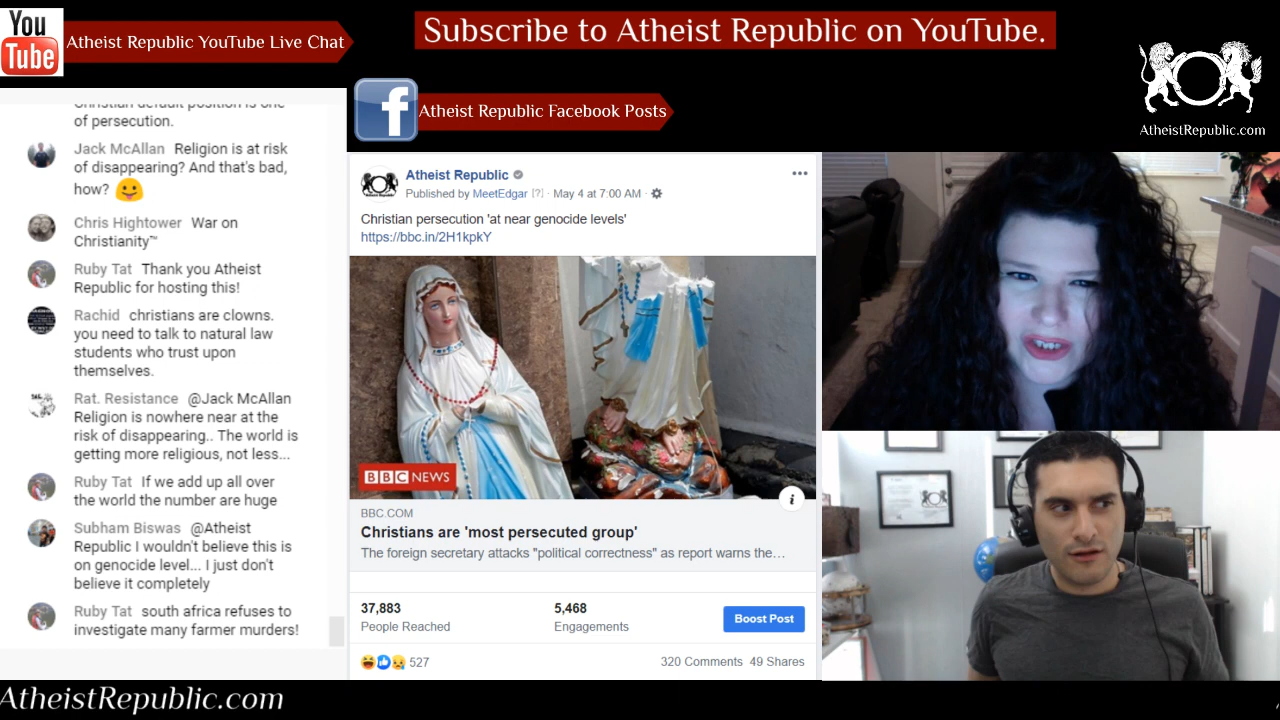 You
Tube
Atheist Republic YouTube Live Chat
Subscribe to Atheist Republic on YouTube.
AtheistRepublic.com
f
Atheist Republic Facebook Posts
Christian default position is one
of persecution.
Jack McAllan Religion is at risk
of disappearing? And that's bad,
how? 😛
Chris Hightower War on
Christianity™
Ruby Tat Thank you Atheist
Republic for hosting this!
Rachid christians are clowns.
you need to talk to natural law
students who trust upon
themselves.
Rat. Resistance @Jack McAllan
Religion is nowhere near at the
risk of disappearing.. The world is
getting more religious, not less...
Ruby Tat If we add up all over
the world the number are huge
Subham Biswas @Atheist
Republic I wouldn't believe this is
on genocide level... I just don't
believe it completely
Ruby Tat south africa refuses to
investigate many farmer murders!
Atheist Republic
Published by MeetEdgar [?] · May 4 at 7:00 AM ·
Christian persecution 'at near genocide levels'
https://bbc.in/2H1kpkY
BBC NEWS
i
BBC.COM
Christians are 'most persecuted group'
The foreign secretary attacks "political correctness" as report warns the…
37,883
People Reached
5,468
Engagements
Boost Post
527
320 Comments 49 Shares
AtheistRepublic.com